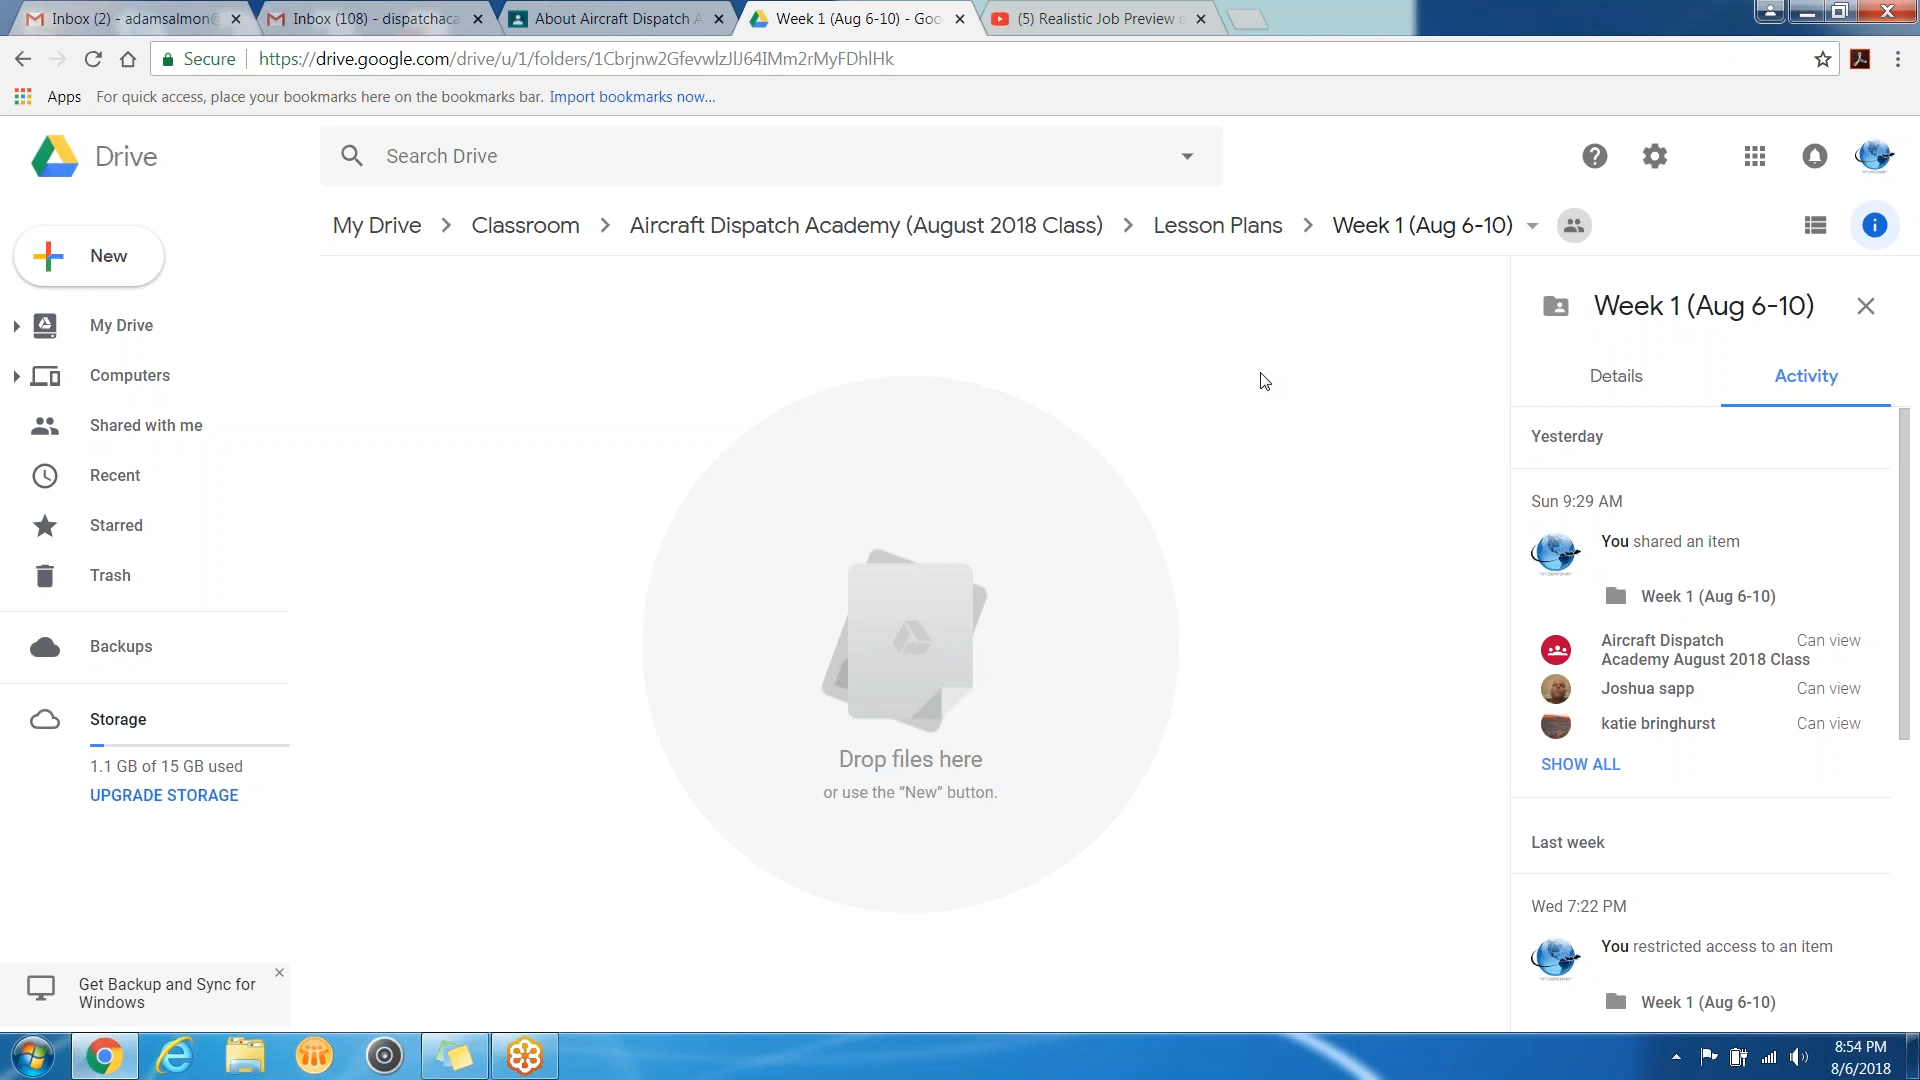 Inbox (2) - adamsalmon@
Inbox (108) - dispatchaca
About Aircraft Dispatch A
Week 1 (Aug 6-10) - Goo
(5) Realistic Job Preview
Secure
https://drive.google.com/drive/u/1/folders/1Cbrjnw2GfevwlzJlJ64IMm2rMyFDhlHk
Apps For quick access, place your bookmarks here on the bookmarks bar. Import bookmarks now...
Drive
Search Drive
My Drive > Classroom > Aircraft Dispatch Academy (August 2018 Class) > Lesson Plans > Week 1 (Aug 6-10)
New
My Drive
Computers
Shared with me
Recent
Starred
Trash
Backups
Storage
1.1 GB of 15 GB used
UPGRADE STORAGE
Get Backup and Sync for
Windows
Drop files here
or use the “New” button.
Week 1 (Aug 6-10)
Details Activity
Yesterday
Sun 9:29 AM
You shared an item
Week 1 (Aug 6-10)
Aircraft Dispatch Can view
Academy August 2018 Class
Joshua sapp Can view
katie bringhurst Can view
SHOW ALL
Last week
Wed 7:22 PM
You restricted access to an item
Week 1 (Aug 6-10)
8:54 PM
8/6/2018